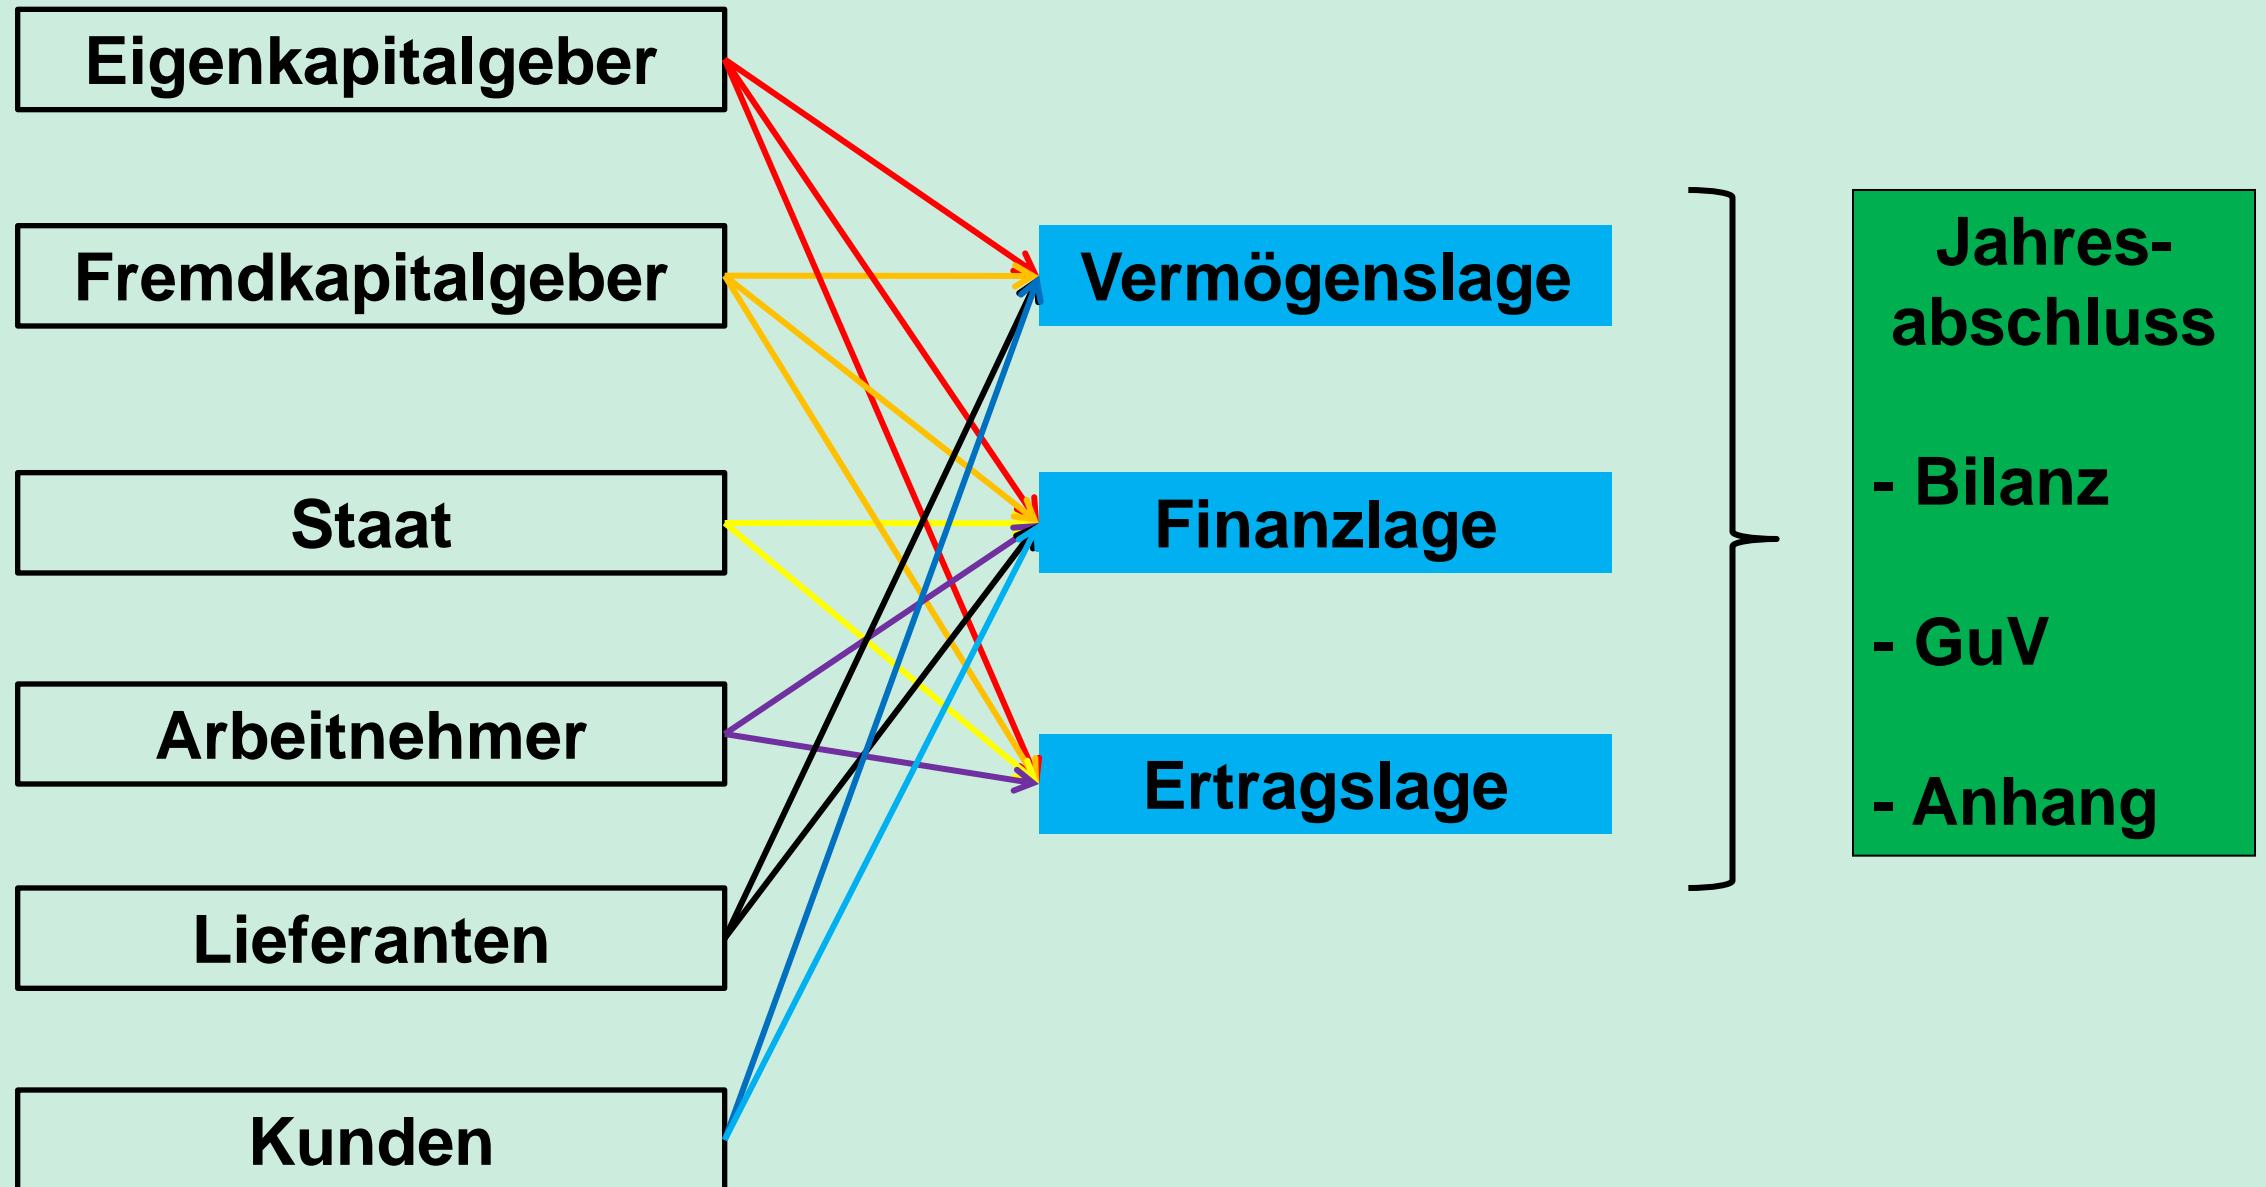 Eigenkapitalgeber
Fremdkapitalgeber
Staat
Arbeitnehmer
Lieferanten
Kunden
Vermögenslage
Finanzlage
Ertragslage
Jahres-
abschluss
- Bilanz
- GuV
- Anhang